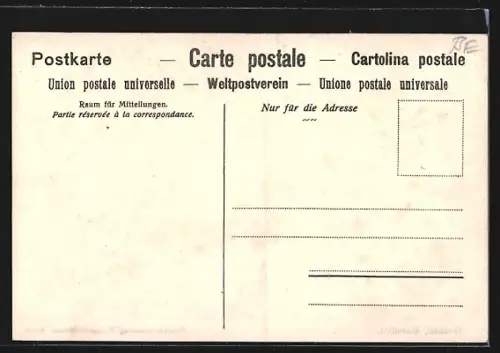 Postkarte — Carte postale — Cartolina postale
Union postale universelle — Weltpostverein — Unione postale universale
Raum für Mitteilungen.
Partie réservée à la correspondance.
Nur für die Adresse